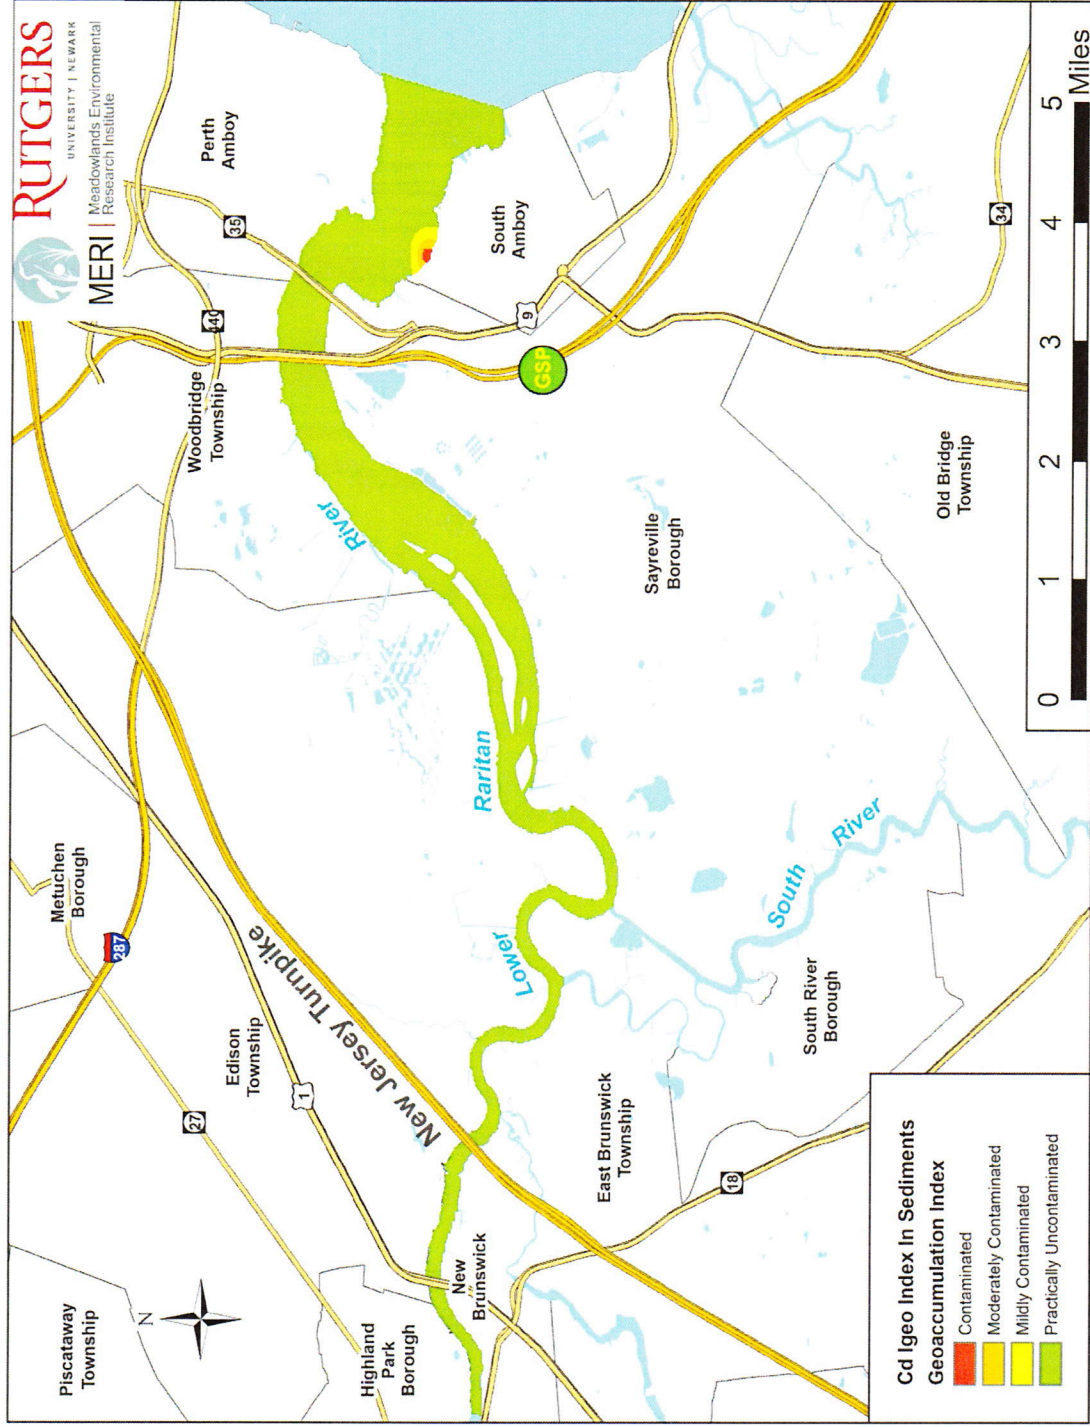 RUTGERS
UNIVERSITY | NEWARK
MERI | Meadowlands Environmental
Research Institute
Piscataway
Township
N
Highland
Park
Borough
New
Brunswick
27
Edison
Township
1
287
Metuchen
Borough
New Jersey Turnpike
Woodbridge
Township
440
35
Perth
Amboy
South
Amboy
9
GSP
Lower
Raritan
River
Sayreville
Borough
East Brunswick
Township
18
South River
Borough
South
River
Old Bridge
Township
34
Cd Igeo Index In Sediments
Geoaccumulation Index
Contaminated
Moderately Contaminated
Mildly Contaminated
Practically Uncontaminated
0 1 2 3 4 5
Miles